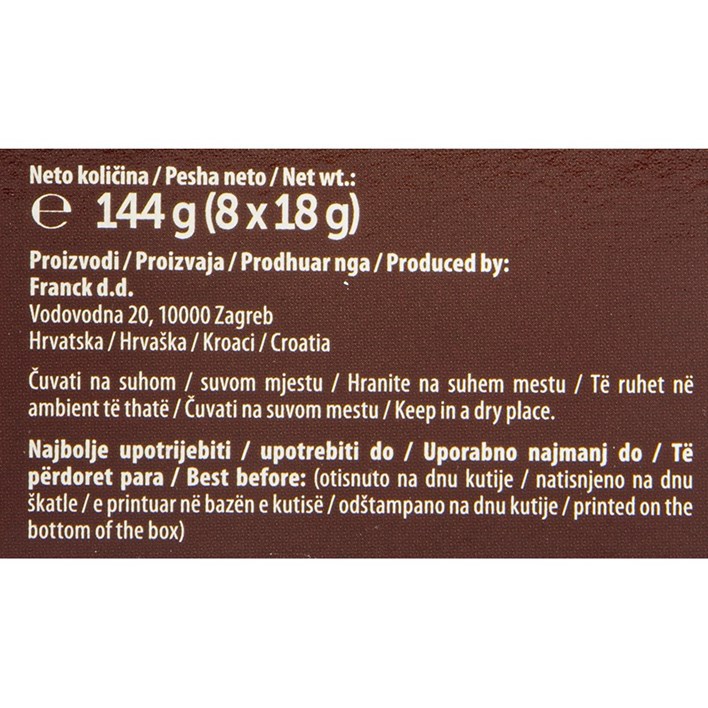 Neto količina / Pesha neto / Net wt.:
℮ 144 g (8 x 18 g)
Proizvodi / Proizvaja / Prodhuar nga / Produced by:
Franck d.d.
Vodovodna 20, 10000 Zagreb
Hrvatska / Hrvaška / Kroaci / Croatia
Čuvati na suhom / suvom mjestu / Hranite na suhem mestu / Të ruhet në
ambient të thatë / Čuvati na suvom mestu / Keep in a dry place.
Najbolje upotrijebiti / upotrebiti do / Uporabno najmanj do / Të
përdoret para / Best before: (otisnuto na dnu kutije / natisnjeno na dnu
škatle / e printuar në bazën e kutisë / odštampano na dnu kutije / printed on the
bottom of the box)